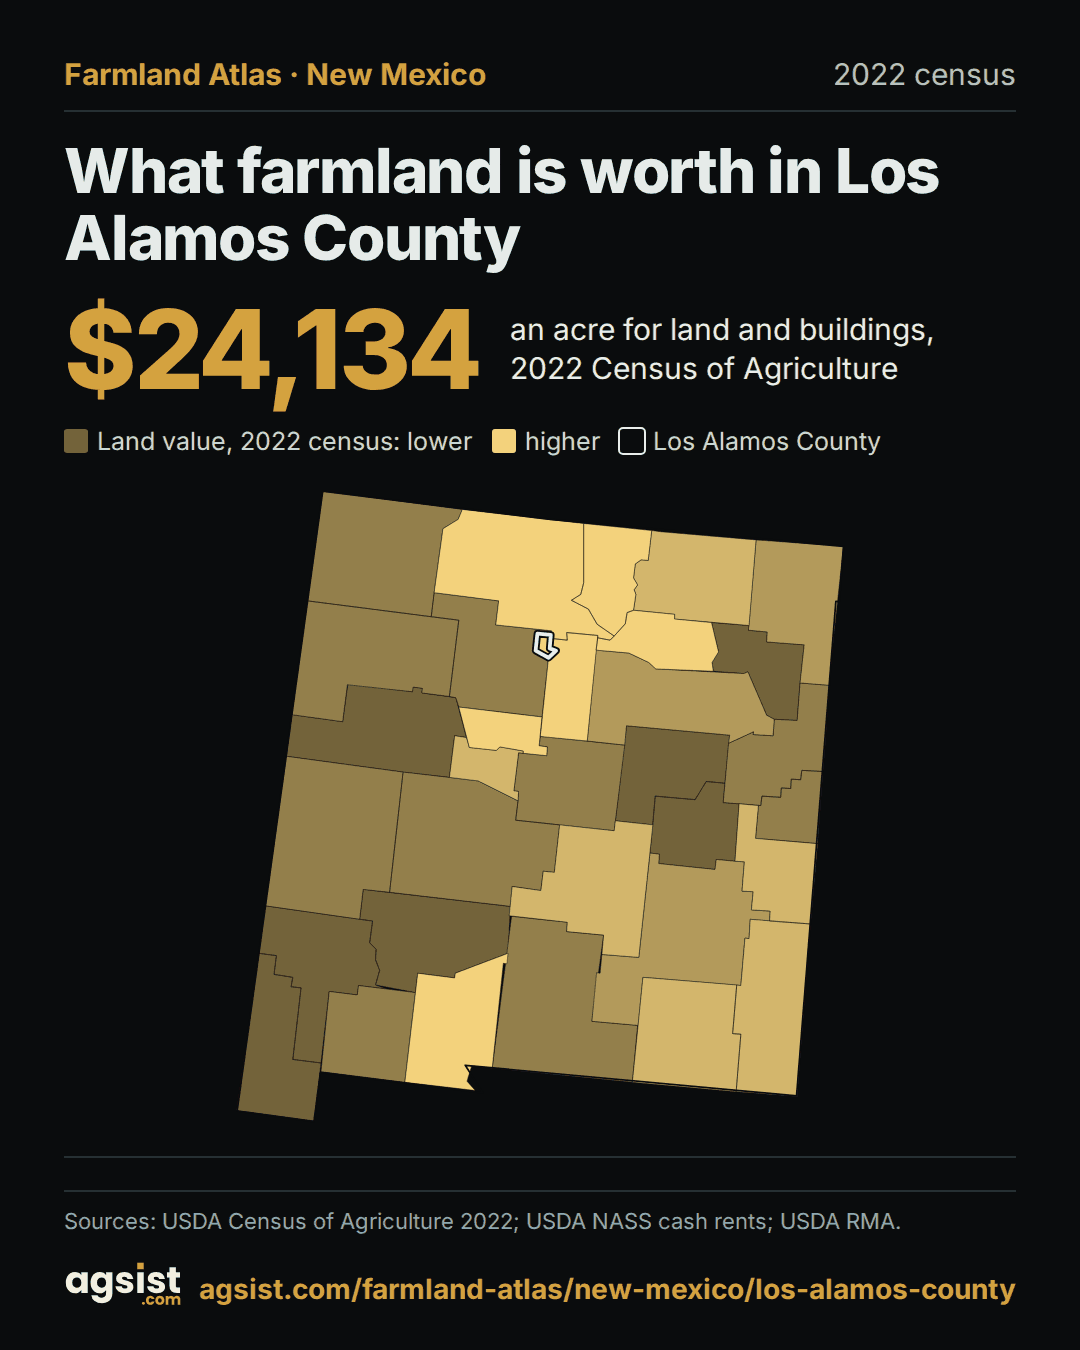 Farmland Atlas · New Mexico
2022 census
What farmland is worth in Los
Alamos County
$24,134
an acre for land and buildings,
2022 Census of Agriculture
Land value, 2022 census: lower
higher
Los Alamos County
Sources: USDA Census of Agriculture 2022; USDA NASS cash rents; USDA RMA.
agsist
.com
agsist.com/farmland-atlas/new-mexico/los-alamos-county